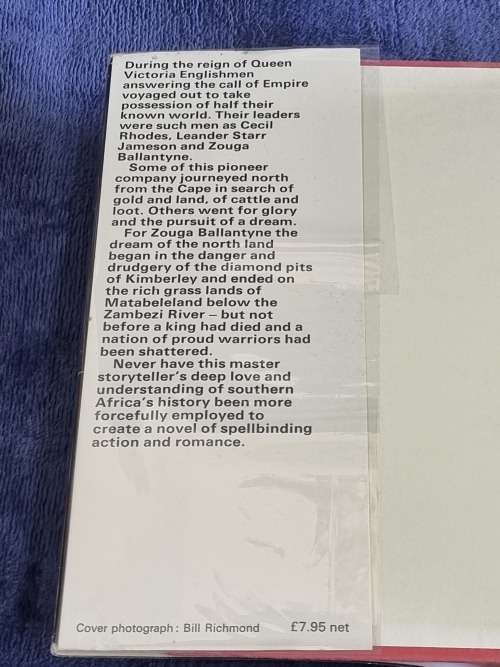 During the reign of Queen
Victoria Englishmen
answering the call of Empire
voyaged out to take
possession of half their
known world. Their leaders
were such men as Cecil
Rhodes, Leander Starr
Jameson and Zouga
Ballantyne.
Some of this pioneer
company journeyed north
from the Cape in search of
gold and land, of cattle and
loot. Others went for glory
and the pursuit of a dream.
For Zouga Ballantyne the
dream of the north land
began in the danger and
drudgery of the diamond pits
of Kimberley and ended on
the rich grass lands of
Matabeleland below the
Zambezi River – but not
before a king had died and a
nation of proud warriors had
been shattered.
Never have this master
storyteller's deep love and
understanding of southern
Africa's history been more
forcefully employed to
create a novel of spellbinding
action and romance.
Cover photograph: Bill Richmond £7.95 net